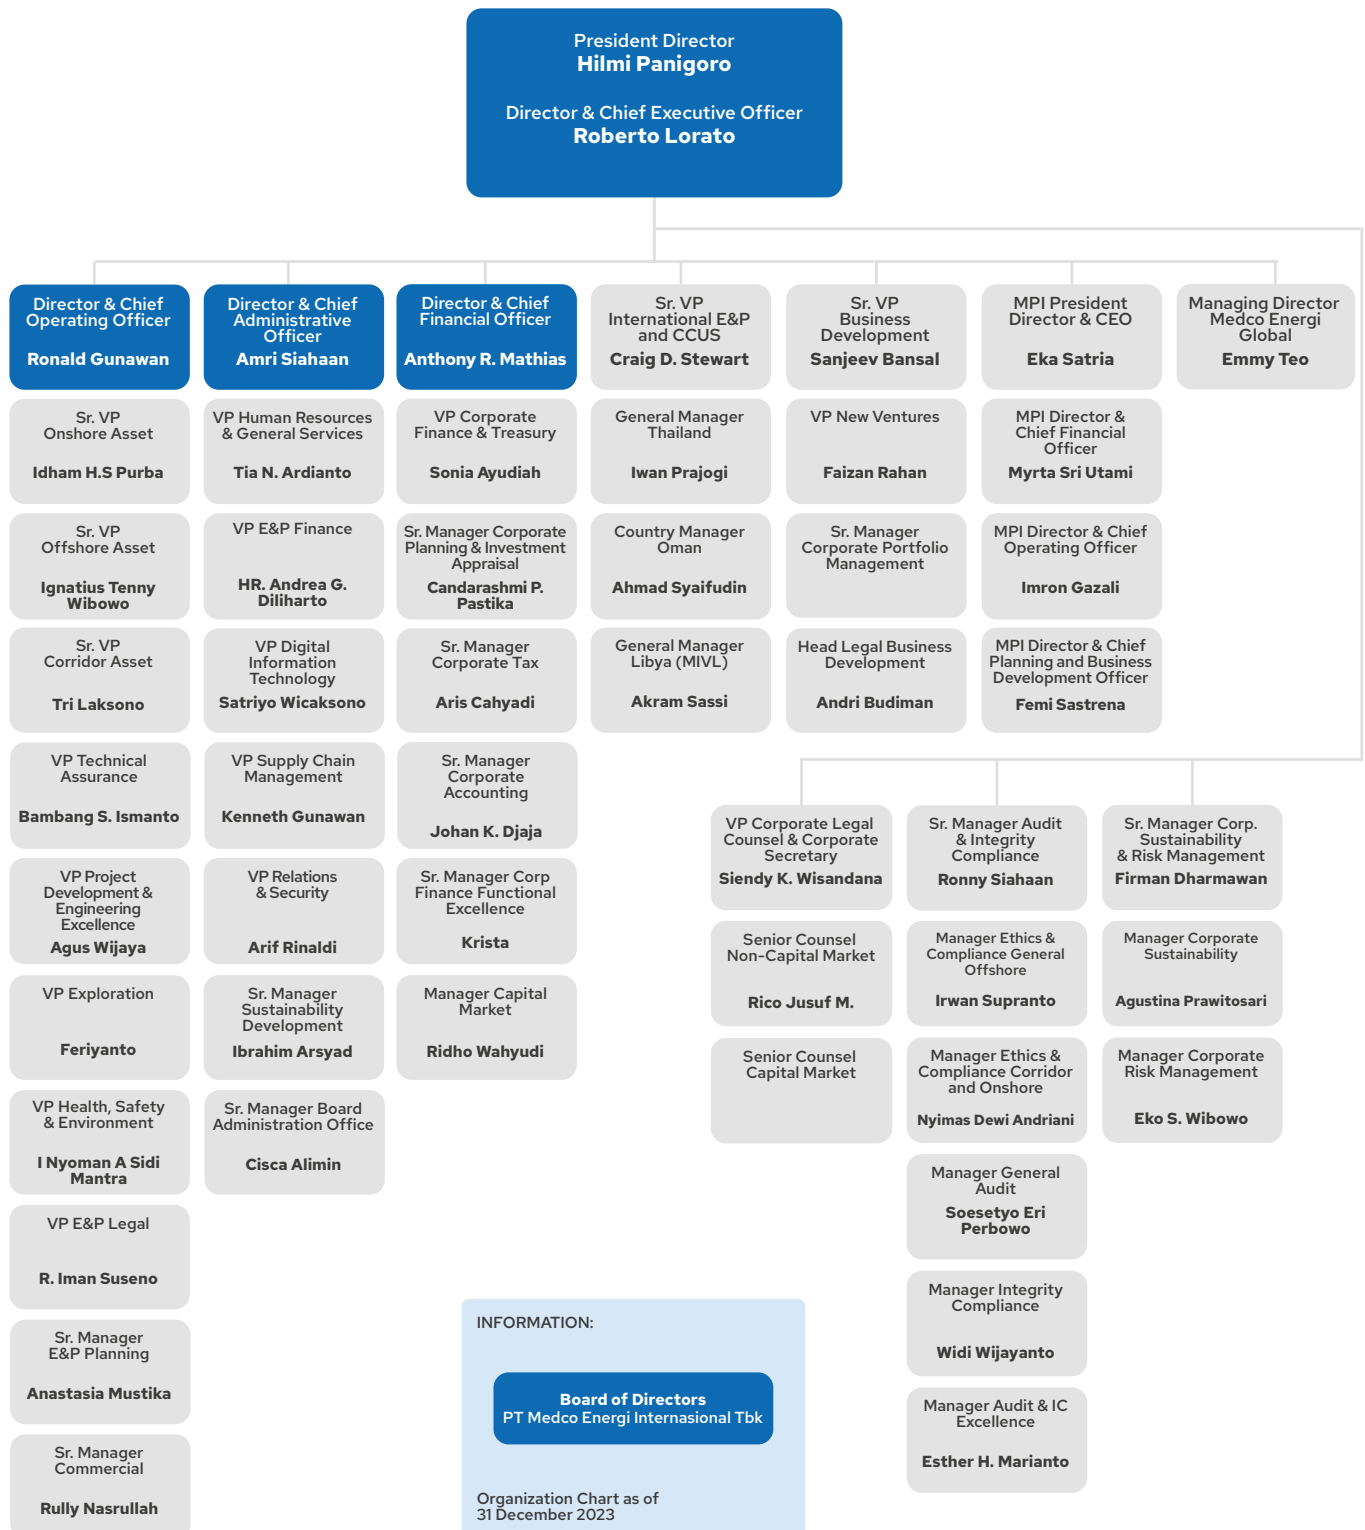 President Director
Hilmi Panigoro
Director & Chief Executive Officer
Roberto Lorato
Director & Chief
Operating Officer
Ronald Gunawan
Sr. VP
Onshore Asset
Idham H.S Purba
Sr. VP
Offshore Asset
Ignatius Tenny
Wibowo
Sr. VP
Corridor Asset
Tri Laksono
VP Technical
Assurance
Bambang S. Ismanto
VP Project
Development &
Engineering
Excellence
Agus Wijaya
VP Exploration
Feriyanto
VP Health, Safety
& Environment
I Nyoman A Sidi
Mantra
VP E&P Legal
R. Iman Suseno
Sr. Manager
E&P Planning
Anastasia Mustika
Sr. Manager
Commercial
Rully Nasrullah
Director & Chief
Administrative
Officer
Amri Siahaan
VP Human Resources
& General Services
Tia N. Ardianto
VP E&P Finance
HR. Andrea G.
Diliharto
VP Digital
Information
Technology
Satriyo Wicaksono
VP Supply Chain
Management
Kenneth Gunawan
VP Relations
& Security
Arif Rinaldi
Sr. Manager
Sustainability
Development
Ibrahim Arsyad
Sr. Manager Board
Administration Office
Cisca Alimin
Director & Chief
Financial Officer
Anthony R. Mathias
VP Corporate
Finance & Treasury
Sonia Ayudiah
Sr. Manager Corporate
Planning & Investment
Appraisal
Candarashmi P.
Pastika
Sr. Manager
Corporate Tax
Aris Cahyadi
Sr. Manager
Corporate
Accounting
Johan K. Djaja
Sr. Manager Corp
Finance Functional
Excellence
Krista
Manager Capital
Market
Ridho Wahyudi
Sr. VP
International E&P
and CCUS
Craig D. Stewart
General Manager
Thailand
Iwan Prajogi
Country Manager
Oman
Ahmad Syaifudin
General Manager
Libya (MIVL)
Akram Sassi
Sr. VP
Business
Development
Sanjeev Bansal
VP New Ventures
Faizan Rahan
Sr. Manager
Corporate Portfolio
Management
Head Legal Business
Development
Andri Budiman
MPI President
Director & CEO
Eka Satria
MPI Director &
Chief Financial
Officer
Myrta Sri Utami
MPI Director & Chief
Operating Officer
Imron Gazali
MPI Director & Chief
Planning and Business
Development Officer
Femi Sastrena
Managing Director
Medco Energi
Global
Emmy Teo
VP Corporate Legal
Counsel & Corporate
Secretary
Siendy K. Wisandana
Senior Counsel
Non-Capital Market
Rico Jusuf M.
Senior Counsel
Capital Market
Sr. Manager Audit
& Integrity
Compliance
Ronny Siahaan
Manager Ethics &
Compliance General
Offshore
Irwan Supranto
Manager Ethics &
Compliance Corridor
and Onshore
Nyimas Dewi Andriani
Manager General
Audit
Soesetyo Eri
Perbowo
Manager Integrity
Compliance
Widi Wijayanto
Manager Audit & IC
Excellence
Esther H. Marianto
Sr. Manager Corp.
Sustainability
& Risk Management
Firman Dharmawan
Manager Corporate
Sustainability
Agustina Prawitosari
Manager Corporate
Risk Management
Eko S. Wibowo
INFORMATION:
Board of Directors
PT Medco Energi Internasional Tbk
Organization Chart as of
31 December 2023